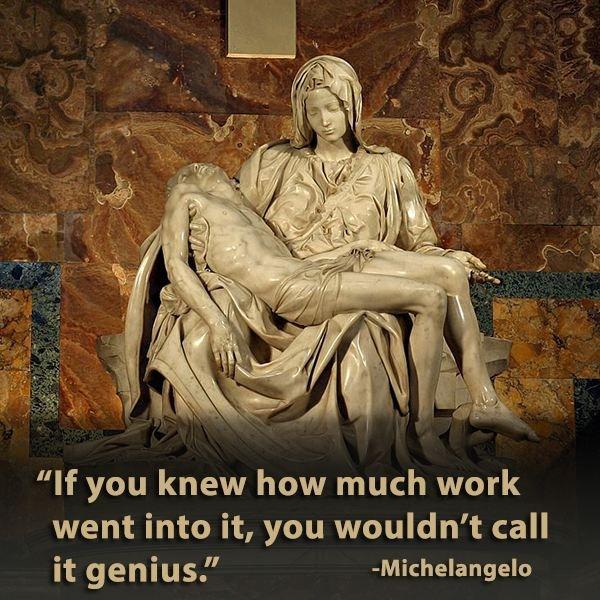 “If you knew how much work
went into it, you wouldn’t call
it genius.” -Michelangelo